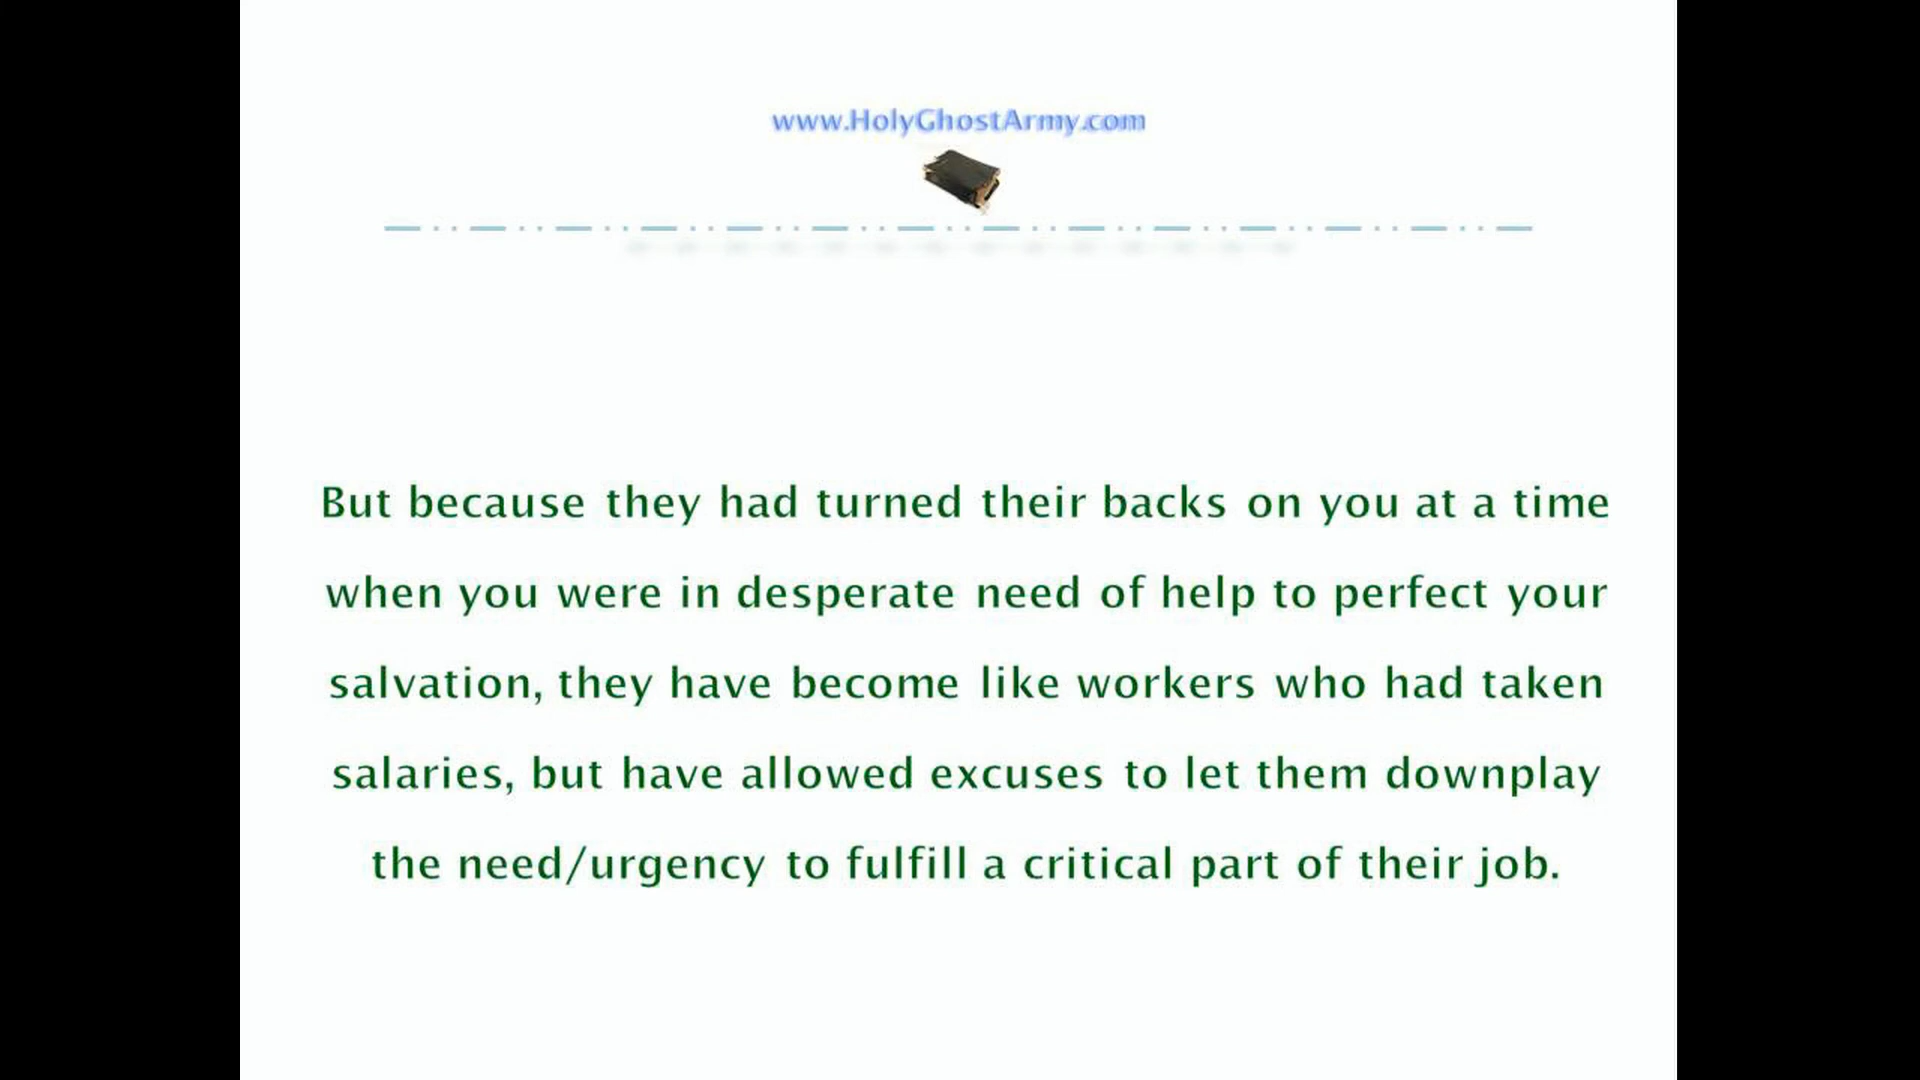 www.HolyGhostArmy.com
But because they had turned their backs on you at a time
when you were in desperate need of help to perfect your
salvation, they have become like workers who had taken
salaries, but have allowed excuses to let them downplay
the need/urgency to fulfill a critical part of their job.